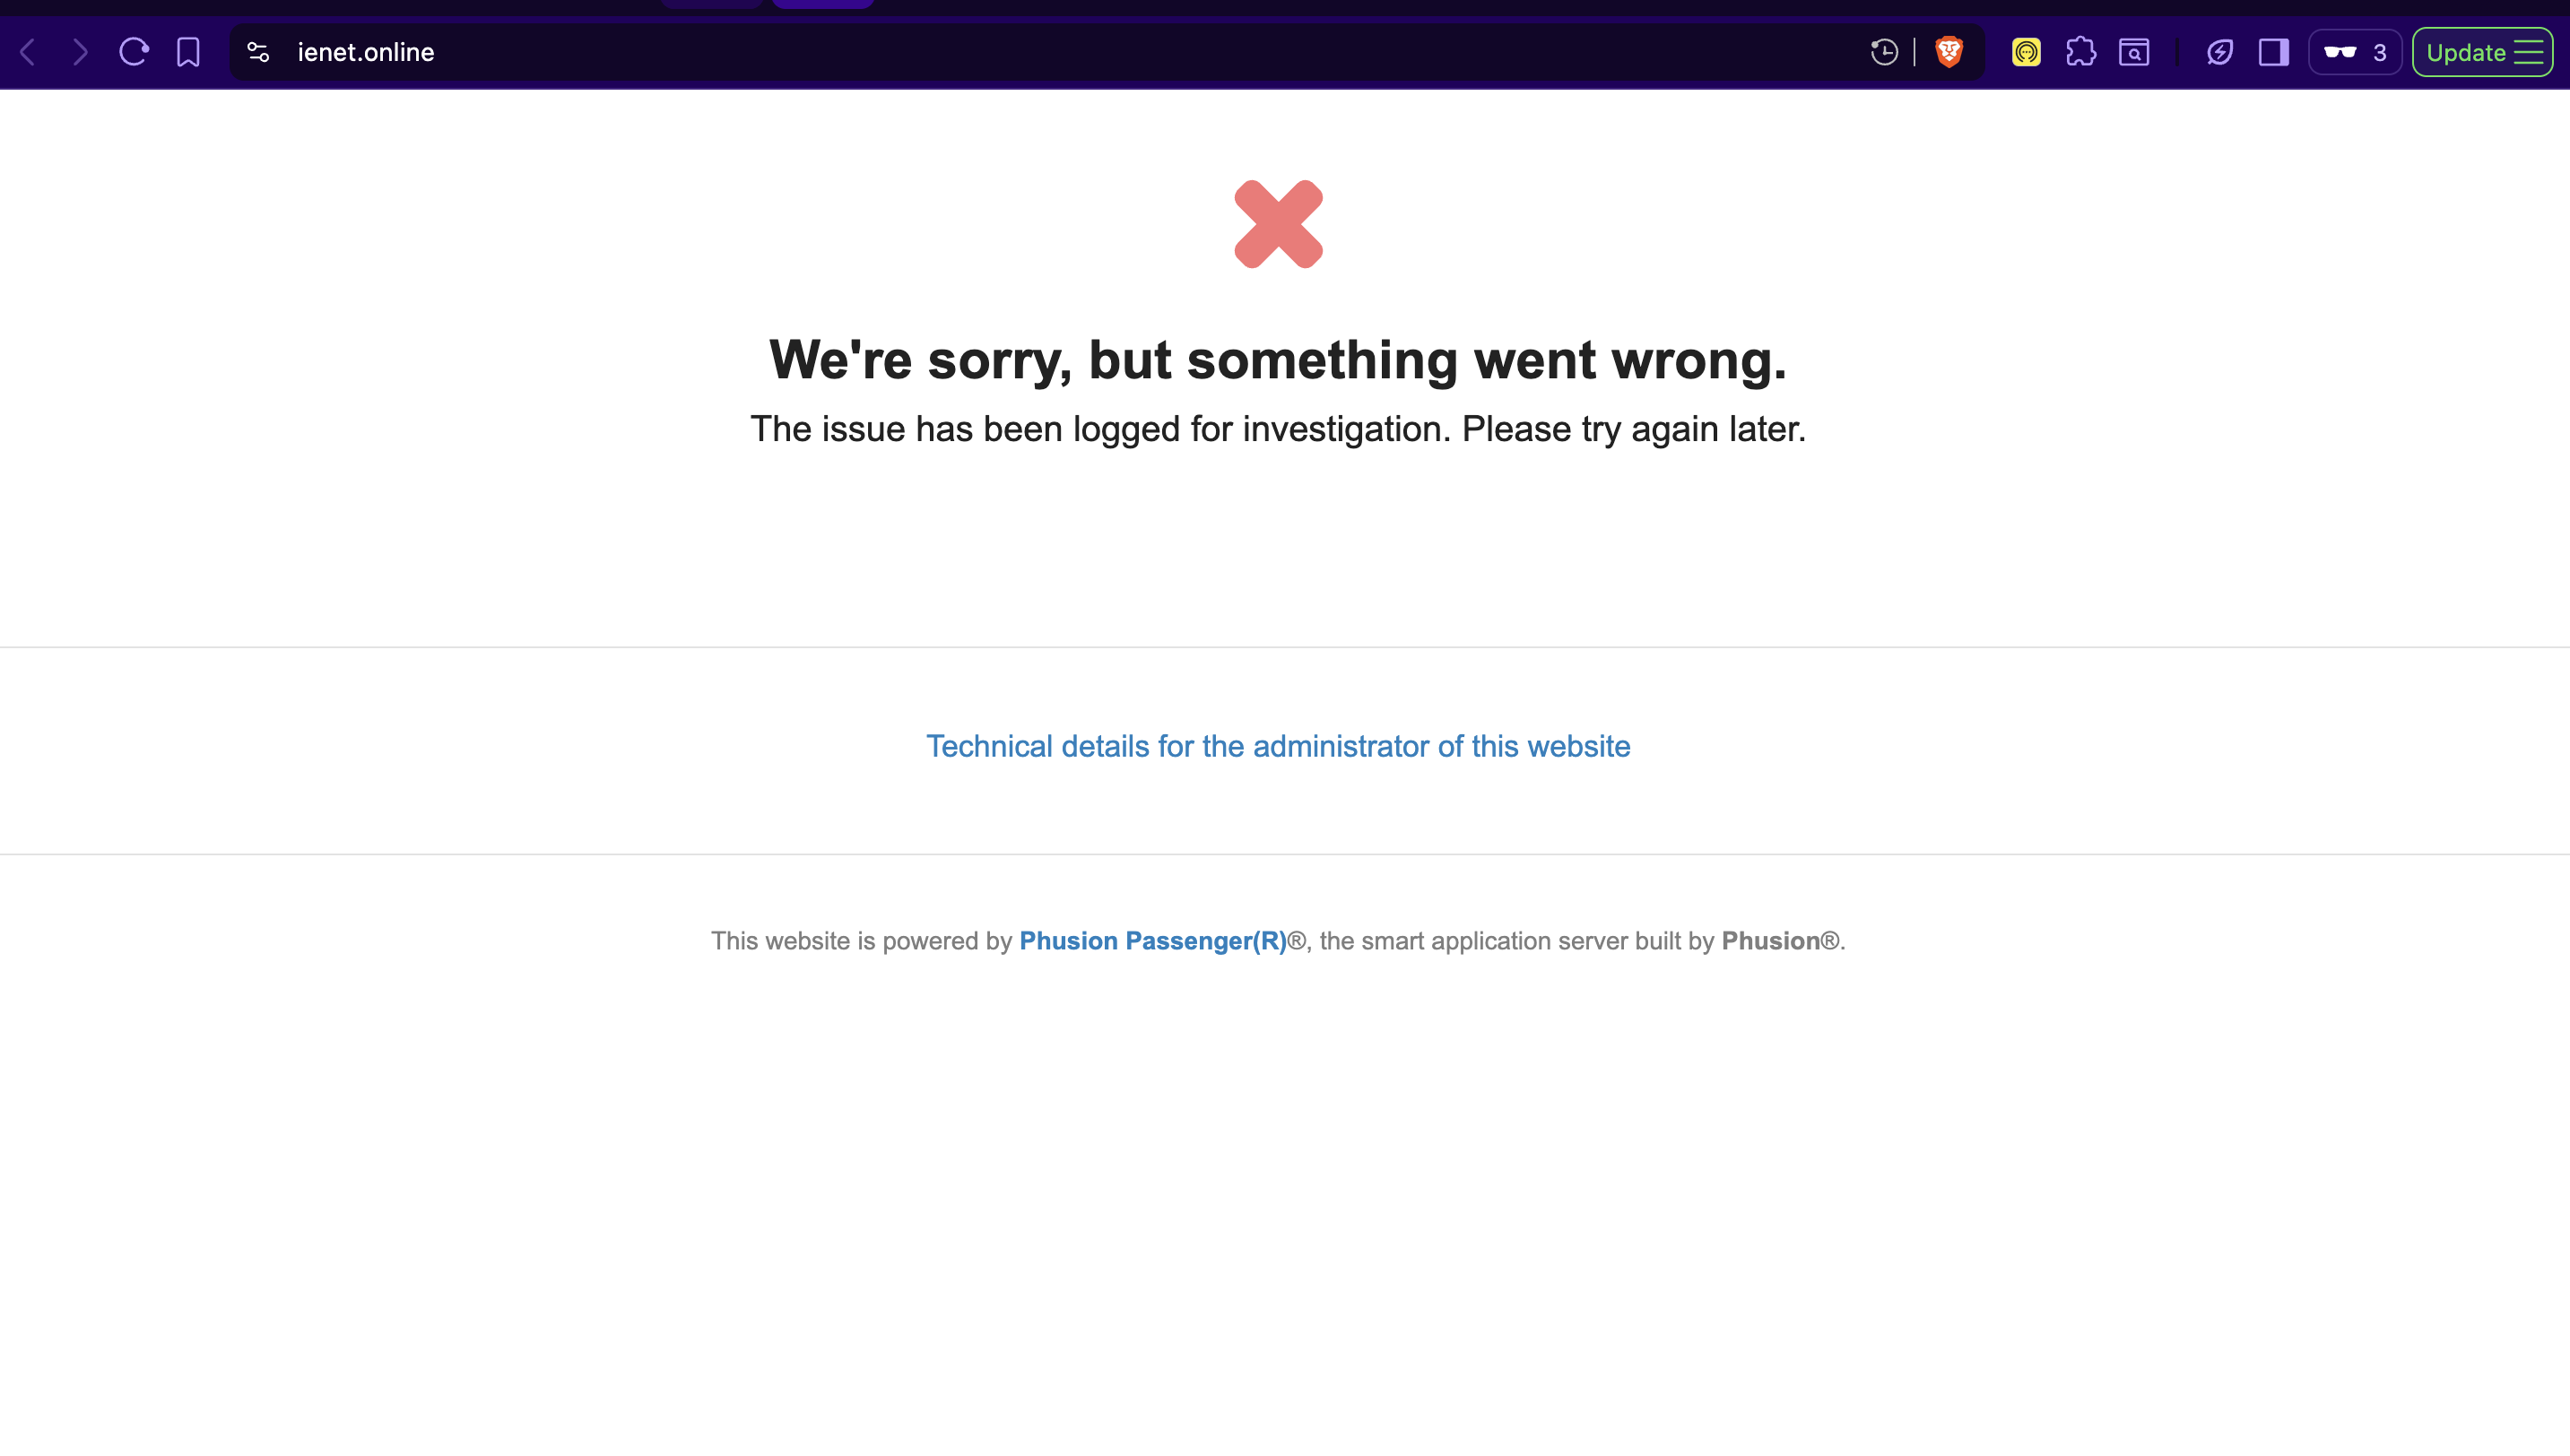 ienet.online
3
Update
We're sorry, but something went wrong.
The issue has been logged for investigation. Please try again later.
Technical details for the administrator of this website
This website is powered by Phusion Passenger(R)®, the smart application server built by Phusion®.